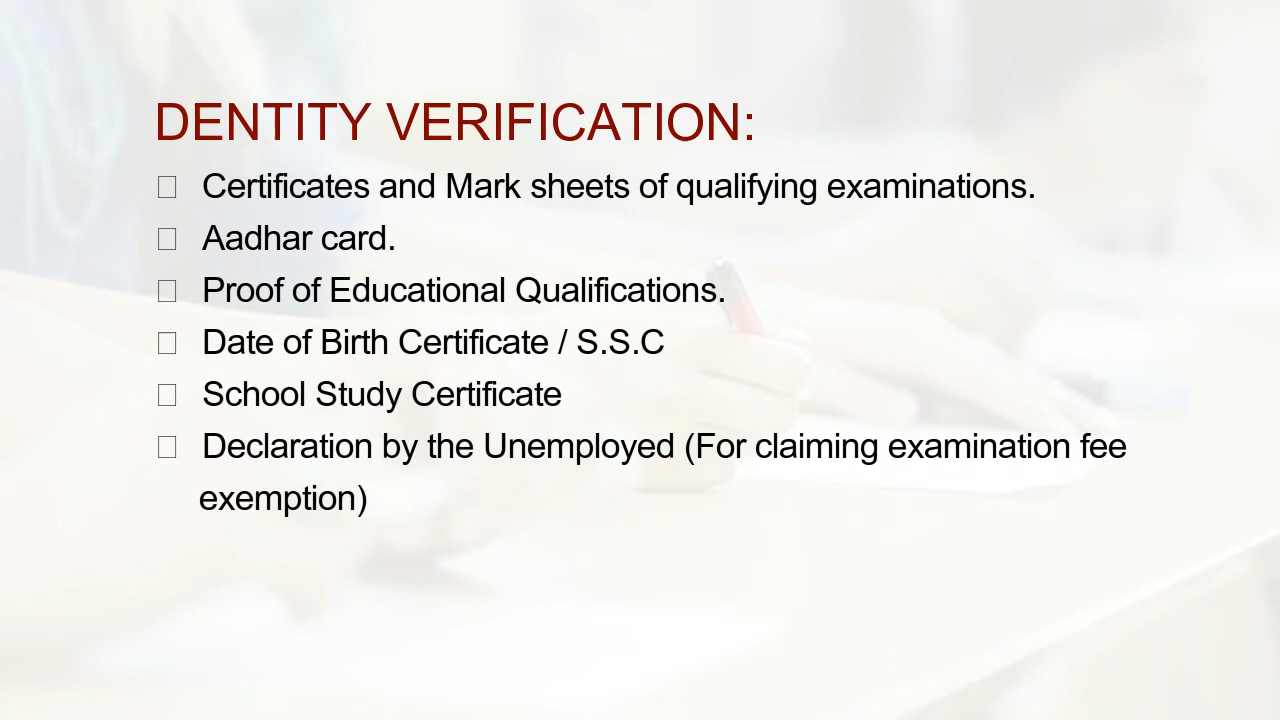 DENTITY VERIFICATION:
□ Certificates and Mark sheets of qualifying examinations.
□ Aadhar card.
□ Proof of Educational Qualifications.
□ Date of Birth Certificate / S.S.C
□ School Study Certificate
□ Declaration by the Unemployed (For claiming examination fee
exemption)